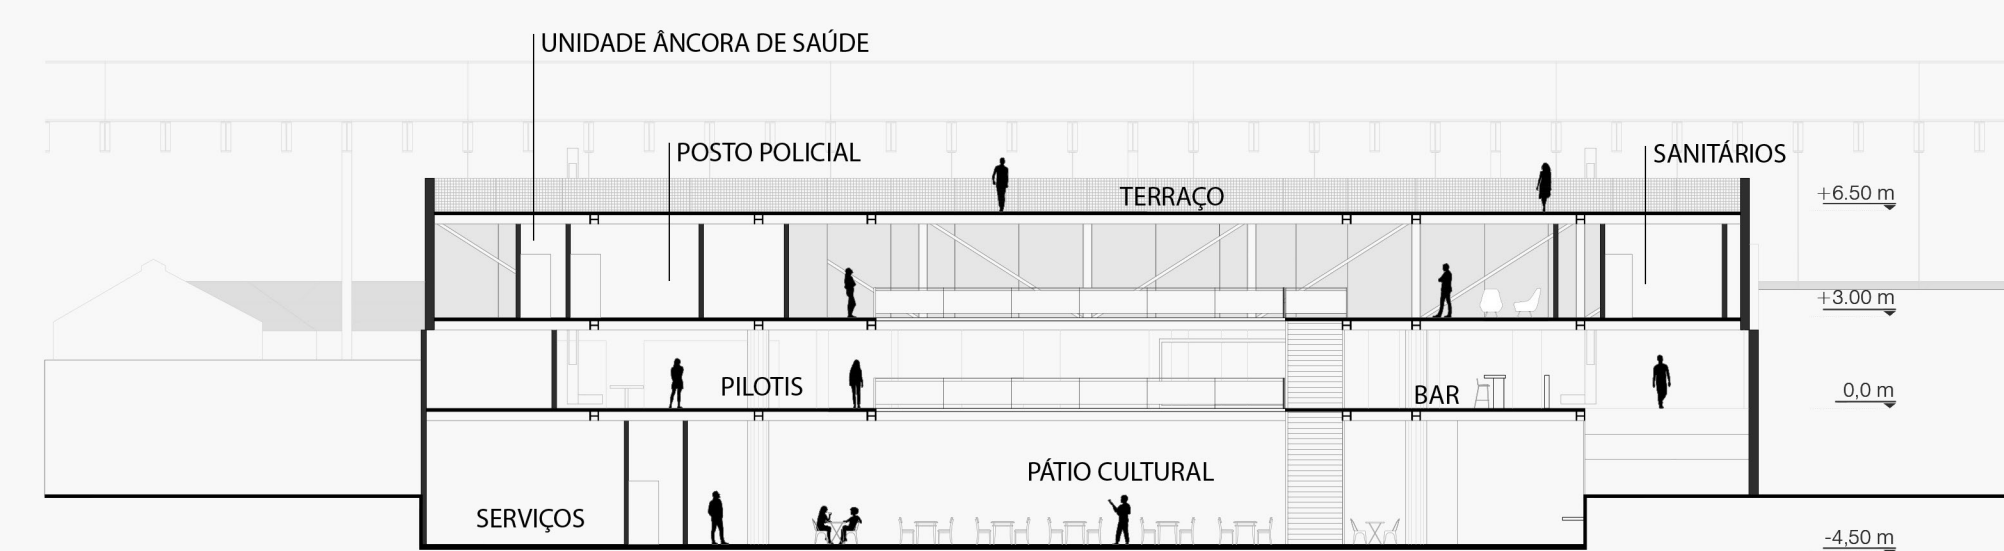 UNIDADE ÂNCORA DE SAÚDE
POSTO POLICIAL
SANITÁRIOS
TERRAÇO
+6.50 m
+3.00 m
PILOTIS
BAR
0,0 m
PÁTIO CULTURAL
SERVIÇOS
-4,50 m